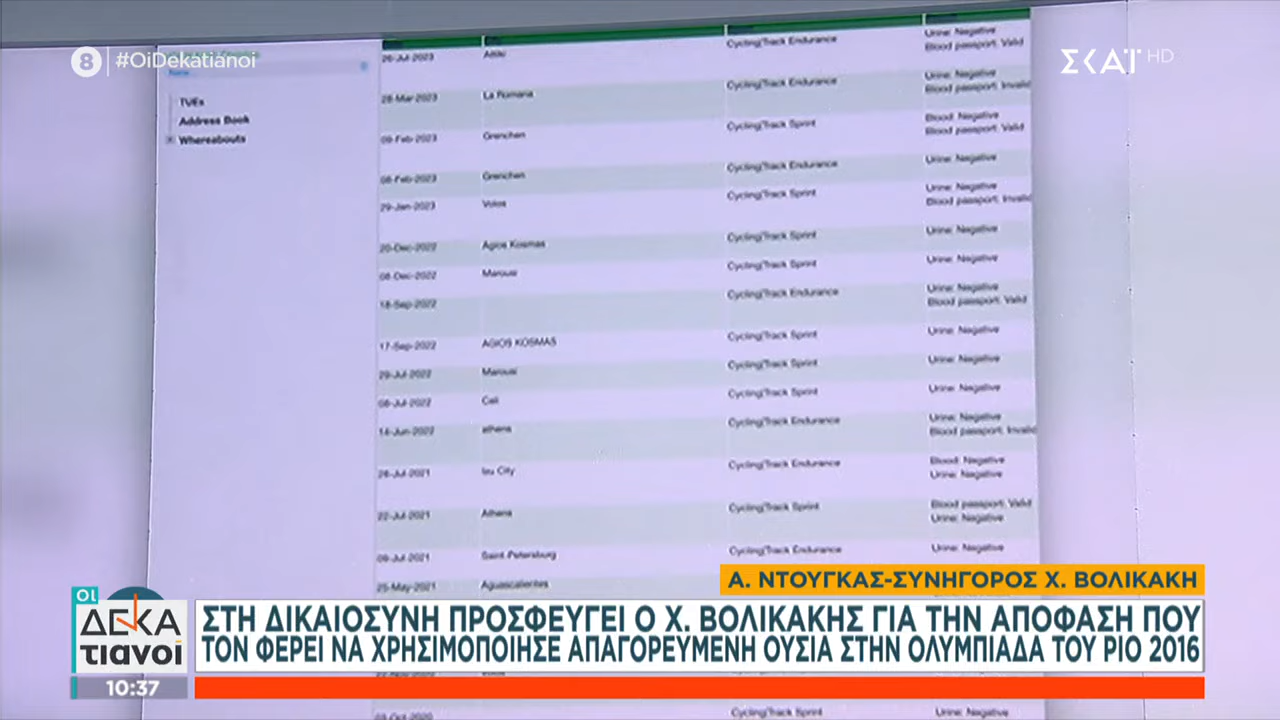 8 #OiDekatianoi
ΣΚΑΪ HD
TUEs
Address Book
Whereabouts
26-Jul-2023 Attiki Cycling/Track Endurance Urine: Negative
Blood passport: Valid
28-Mar-2023 La Romana Cycling/Track Endurance Urine: Negative
Blood passport: Invalid
09-Feb-2023 Grenchen Cycling/Track Sprint Blood: Negative
Blood passport: Valid
08-Feb-2023 Grenchen Cycling/Track Endurance Urine: Negative
29-Jan-2023 Volos Cycling/Track Sprint Urine: Negative
Blood passport: Invalid
20-Dec-2022 Agios Kosmas Cycling/Track Sprint Urine: Negative
08-Dec-2022 Marousi Cycling/Track Sprint Urine: Negative
18-Sep-2022 Cycling/Track Endurance Urine: Negative
Blood passport: Valid
17-Sep-2022 AGIOS KOSMAS Cycling/Track Sprint Urine: Negative
29-Jul-2022 Marousi Cycling/Track Sprint Urine: Negative
06-Jul-2022 Cali Cycling/Track Sprint Urine: Negative
14-Jun-2022 athens Cycling/Track Endurance Urine: Negative
Blood passport: Invalid
28-Jul-2021 Izu City Cycling/Track Endurance Blood: Negative
Urine: Negative
22-Jul-2021 Athens Cycling/Track Sprint Blood passport: Valid
Urine: Negative
09-Jul-2021 Saint-Petersburg Cycling/Track Endurance Urine: Negative
25-May-2021 Aguascalientes
Α. ΝΤΟΥΓΚΑΣ-ΣΥΝΗΓΟΡΟΣ Χ. ΒΟΛΙΚΑΚΗ
ΟΙ
ΔΕΚΑ
τιανοί
ΣΤΗ ΔΙΚΑΙΟΣΥΝΗ ΠΡΟΣΦΕΥΓΕΙ Ο Χ. ΒΟΛΙΚΑΚΗΣ ΓΙΑ ΤΗΝ ΑΠΟΦΑΣΗ ΠΟΥ
ΤΟΝ ΦΕΡΕΙ ΝΑ ΧΡΗΣΙΜΟΠΟΙΗΣΕ ΑΠΑΓΟΡΕΥΜΕΝΗ ΟΥΣΙΑ ΣΤΗΝ ΟΛΥΜΠΙΑΔΑ ΤΟΥ ΡΙΟ 2016
10:37
03-Oct-2020 Cycling/Track Sprint Urine: Negative